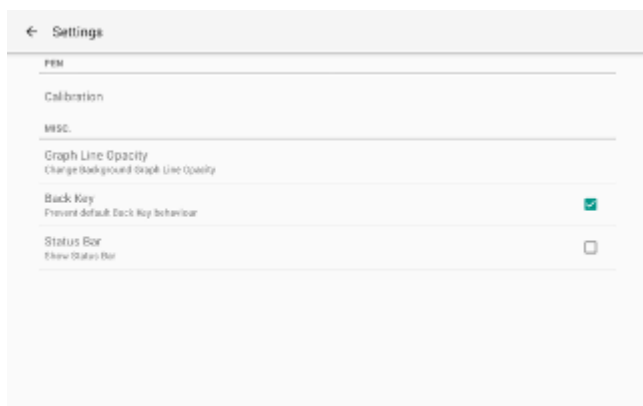 Settings
PEN
Calibration
MISC.
Graph Line Opacity
Change Background Graph Line Opacity
Back Key
Prevent default Back Key behaviour
Status Bar
Show Status Bar